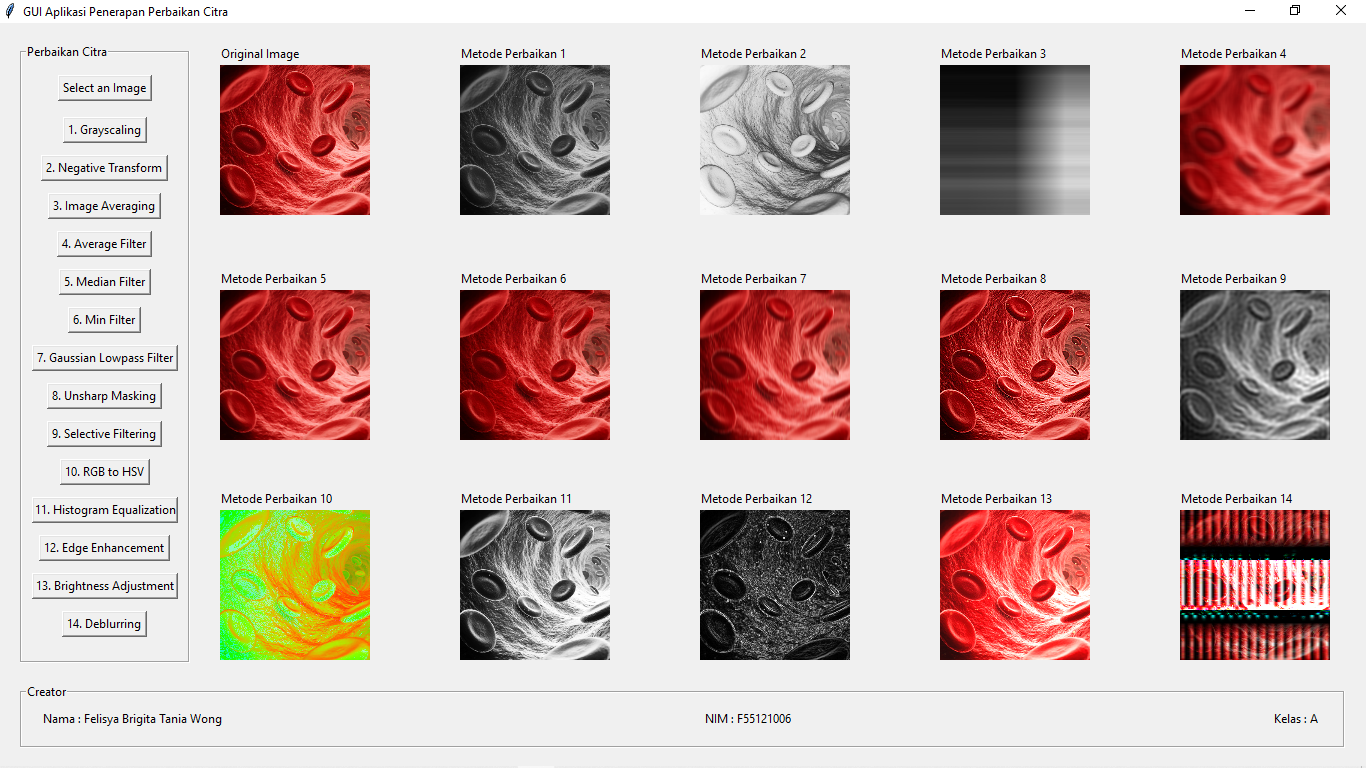 GUI Aplikasi Penerapan Perbaikan Citra
Perbaikan Citra
Select an Image
1. Grayscaling
2. Negative Transform
3. Image Averaging
4. Average Filter
5. Median Filter
6. Min Filter
7. Gaussian Lowpass Filter
8. Unsharp Masking
9. Selective Filtering
10. RGB to HSV
11. Histogram Equalization
12. Edge Enhancement
13. Brightness Adjustment
14. Deblurring
Original Image
Metode Perbaikan 1
Metode Perbaikan 2
Metode Perbaikan 3
Metode Perbaikan 4
Metode Perbaikan 5
Metode Perbaikan 6
Metode Perbaikan 7
Metode Perbaikan 8
Metode Perbaikan 9
Metode Perbaikan 10
Metode Perbaikan 11
Metode Perbaikan 12
Metode Perbaikan 13
Metode Perbaikan 14
Creator
Nama : Felisya Brigita Tania Wong
NIM : F55121006
Kelas : A